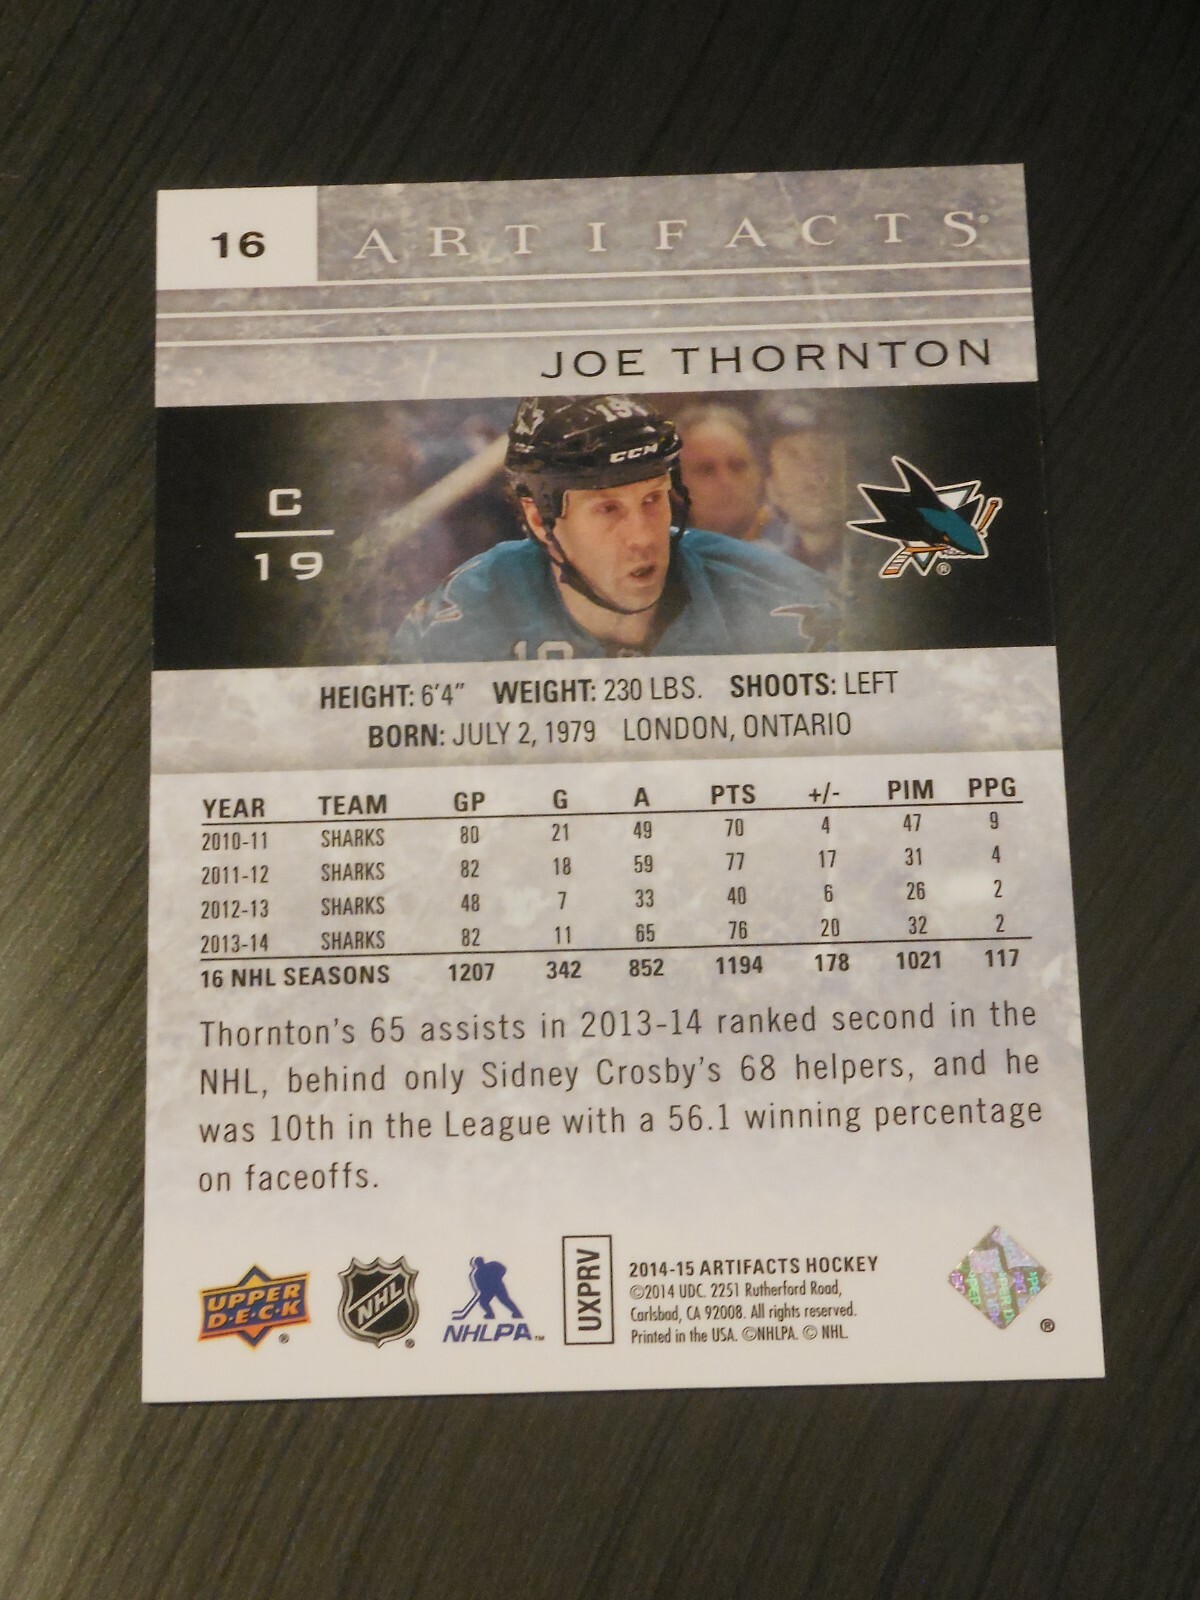 16
ARTIFACTS®
JOE THORNTON
19
CCM
C
19
®
19
HEIGHT: 6'4" WEIGHT: 230 LBS. SHOOTS: LEFT
BORN: JULY 2, 1979 LONDON, ONTARIO
YEAR TEAM GP G A PTS +/- PIM PPG
2010-11 SHARKS 80 21 49 70 4 47 9
2011-12 SHARKS 82 18 59 77 17 31 4
2012-13 SHARKS 48 7 33 40 6 26 2
2013-14 SHARKS 82 11 65 76 20 32 2
16 NHL SEASONS 1207 342 852 1194 178 1021 117
Thornton's 65 assists in 2013-14 ranked second in the
NHL, behind only Sidney Crosby's 68 helpers, and he
was 10th in the League with a 56.1 winning percentage
on faceoffs.
UPPER
D·E·C·K
®
NHL
®
NHLPA™
UXPRV
2014-15 ARTIFACTS HOCKEY
©2014 UDC. 2251 Rutherford Road,
Carlsbad, CA 92008. All rights reserved.
Printed in the USA. ©NHLPA. © NHL.
®